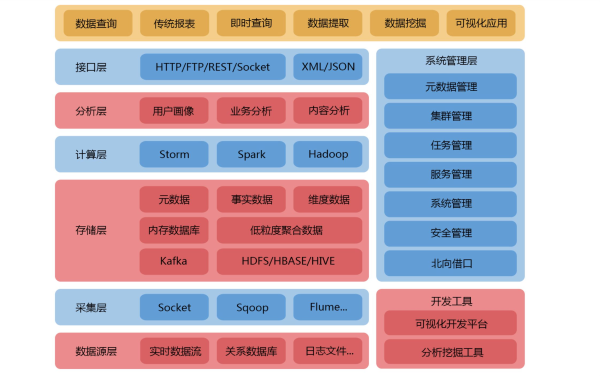 数据查询 传统报表 即时查询 数据提取 数据挖掘 可视化应用
接口层 HTTP/FTP/REST/Socket XML/JSON
分析层 用户画像 业务分析 内容分析
计算层 Storm Spark Hadoop
存储层
元数据 事实数据 维度数据
内存数据库 低粒度聚合数据
Kafka HDFS/HBASE/HIVE
采集层 Socket Sqoop Flume...
数据源层 实时数据流 关系数据库 日志文件...
系统管理层
元数据管理
集群管理
任务管理
服务管理
系统管理
安全管理
北向借口
开发工具
可视化开发平台
分析挖掘工具